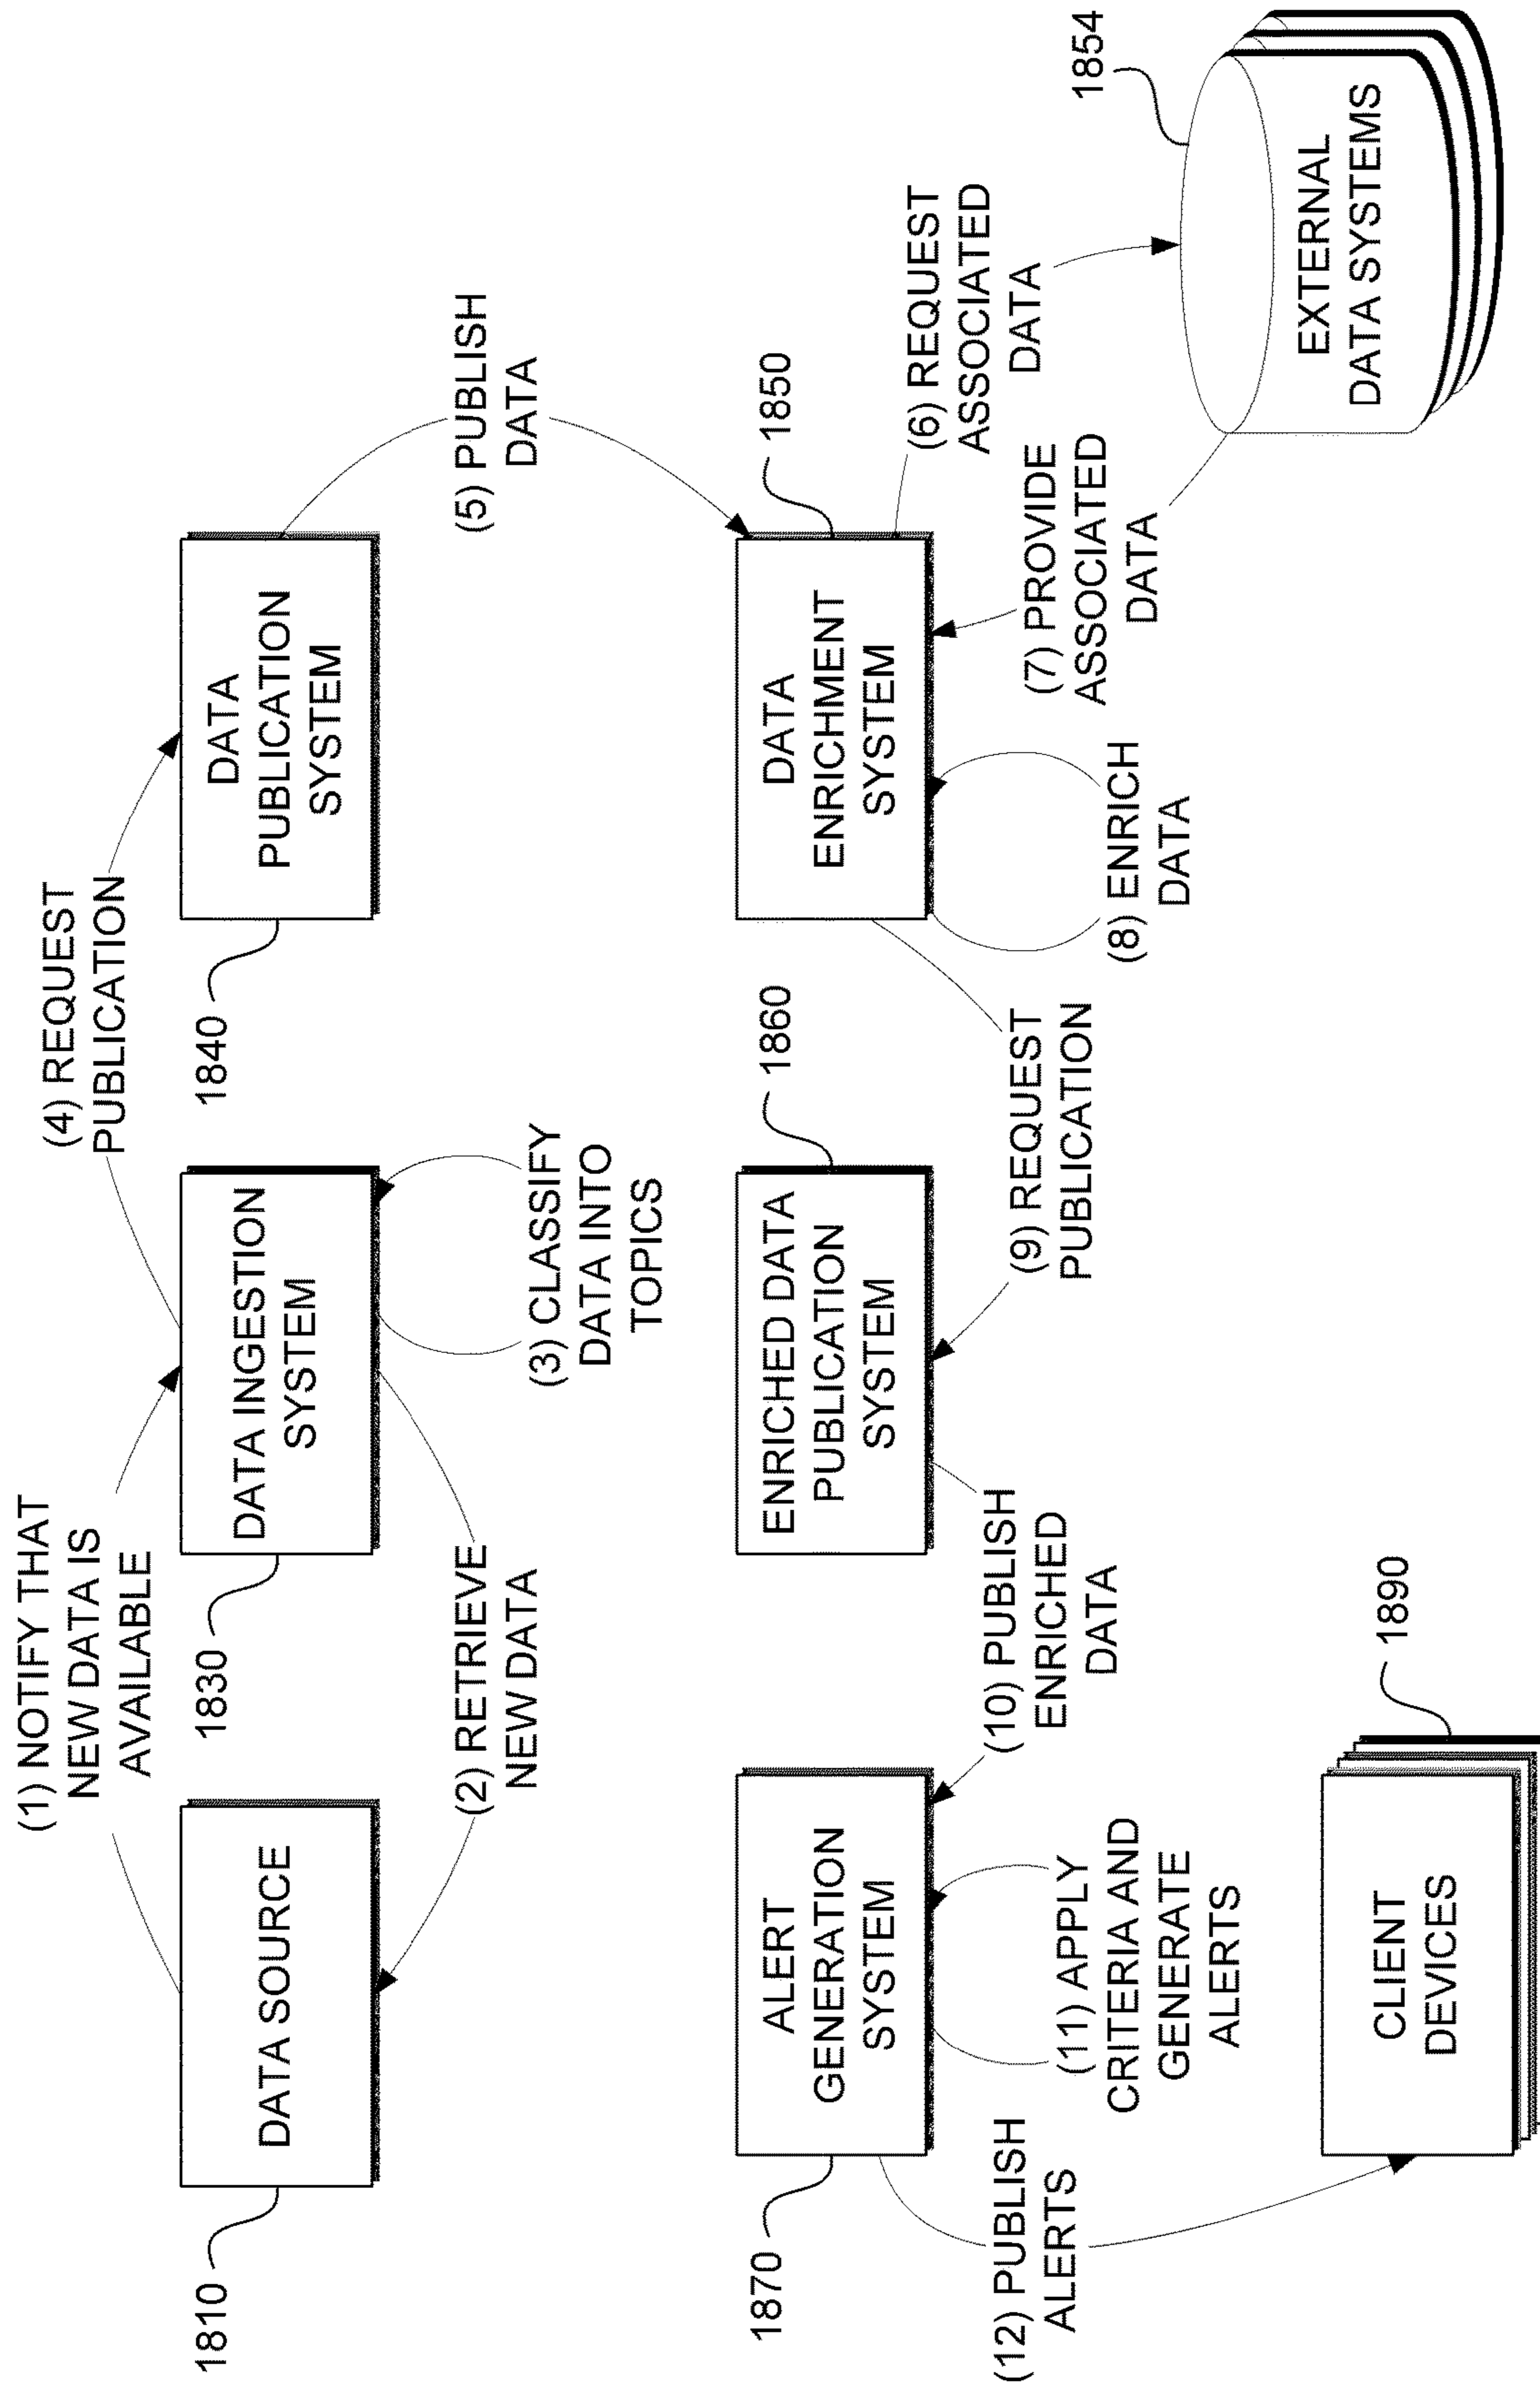 (1) NOTIFY THAT
NEW DATA IS
AVAILABLE
(4) REQUEST
PUBLICATION
DATA SOURCE
DATA INGESTION
SYSTEM
DATA
PUBLICATION
SYSTEM
1810
1830
1840
(2) RETRIEVE
NEW DATA
(3) CLASSIFY
DATA INTO
TOPICS
(5) PUBLISH
DATA
1870
1860
1850
ALERT
GENERATION
SYSTEM
ENRICHED DATA
PUBLICATION
SYSTEM
DATA
ENRICHMENT
SYSTEM
(12) PUBLISH
ALERTS
(11) APPLY
CRITERIA AND
GENERATE
ALERTS
(10) PUBLISH
ENRICHED
DATA
(9) REQUEST
PUBLICATION
(8) ENRICH
DATA
(7) PROVIDE
ASSOCIATED
DATA
(6) REQUEST
ASSOCIATED
DATA
1854
CLIENT
DEVICES
1890
EXTERNAL
DATA SYSTEMS